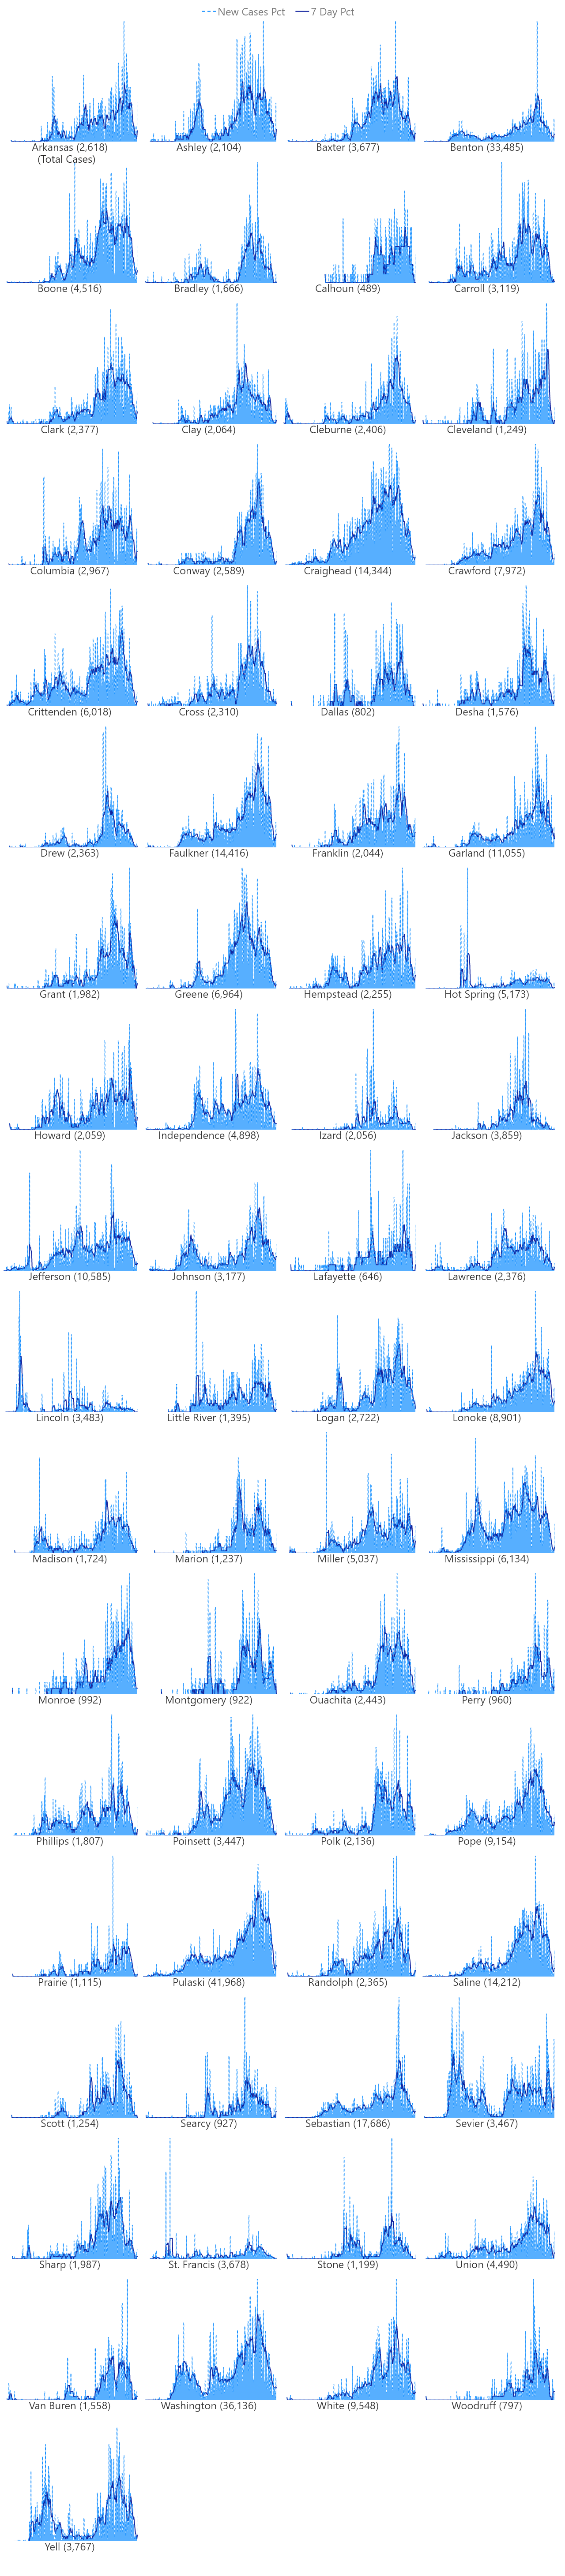 New Cases Pct 7 Day Pct
Arkansas (2,618) Ashley (2,104) Baxter (3,677) Benton (33,485)
(Total Cases)
Boone (4,516) Bradley (1,666) Calhoun (489) Carroll (3,119)
Clark (2,377) Clay (2,064) Cleburne (2,406) Cleveland (1,249)
Columbia (2,967) Conway (2,589) Craighead (14,344) Crawford (7,972)
Crittenden (6,018) Cross (2,310) Dallas (802) Desha (1,576)
Drew (2,363) Faulkner (14,416) Franklin (2,044) Garland (11,055)
Grant (1,982) Greene (6,964) Hempstead (2,255) Hot Spring (5,173)
Howard (2,059) Independence (4,898) Izard (2,056) Jackson (3,859)
Jefferson (10,585) Johnson (3,177) Lafayette (646) Lawrence (2,376)
Lincoln (3,483) Little River (1,395) Logan (2,722) Lonoke (8,901)
Madison (1,724) Marion (1,237) Miller (5,037) Mississippi (6,134)
Monroe (992) Montgomery (922) Ouachita (2,443) Perry (960)
Phillips (1,807) Poinsett (3,447) Polk (2,136) Pope (9,154)
Prairie (1,115) Pulaski (41,968) Randolph (2,365) Saline (14,212)
Scott (1,254) Searcy (927) Sebastian (17,686) Sevier (3,467)
Sharp (1,987) St. Francis (3,678) Stone (1,199) Union (4,490)
Van Buren (1,558) Washington (36,136) White (9,548) Woodruff (797)
Yell (3,767)